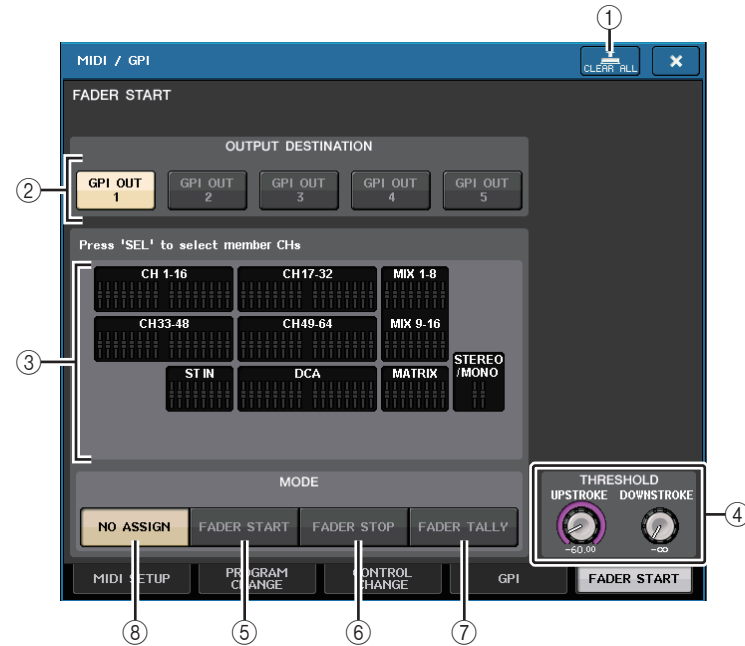 ①
MIDI / GPI
CLEAR ALL
×
FADER START
OUTPUT DESTINATION
②
GPI OUT 1
GPI OUT 2
GPI OUT 3
GPI OUT 4
GPI OUT 5
Press 'SEL' to select member CHs
③
CH 1-16
CH17-32
MIX 1-8
CH33-48
CH49-64
MIX 9-16
STEREO /MONO
ST IN
DCA
MATRIX
MODE
NO ASSIGN
FADER START
FADER STOP
FADER TALLY
THRESHOLD
UPSTROKE
DOWNSTROKE
-60.00
-∞
④
MIDI SETUP
PROGRAM CHANGE
CONTROL CHANGE
GPI
FADER START
⑧
⑤
⑥
⑦